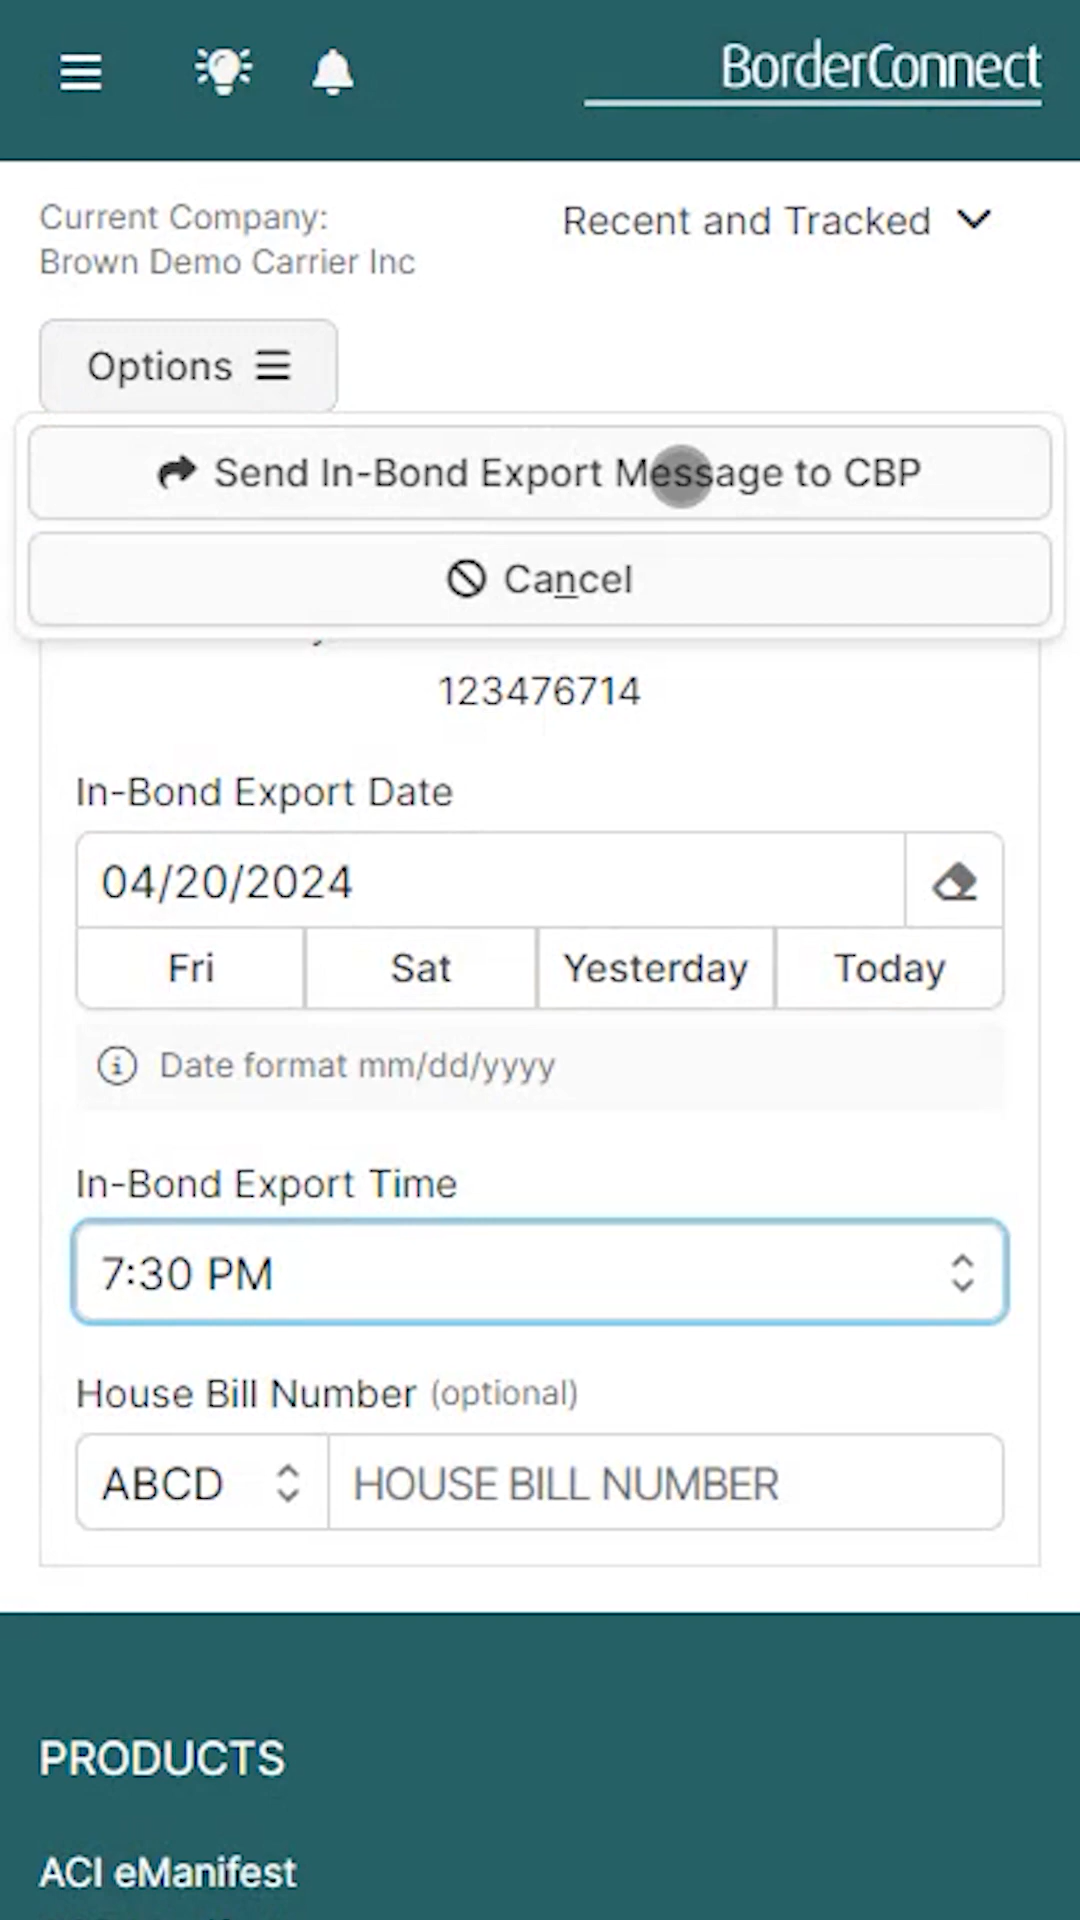 BorderConnect
Current Company:
Brown Demo Carrier Inc
Recent and Tracked
Options
Send In-Bond Export Message to CBP
Cancel
123476714
In-Bond Export Date
04/20/2024
Fri
Sat
Yesterday
Today
Date format mm/dd/yyyy
In-Bond Export Time
7:30 PM
House Bill Number (optional)
ABCD
HOUSE BILL NUMBER
PRODUCTS
ACI eManifest